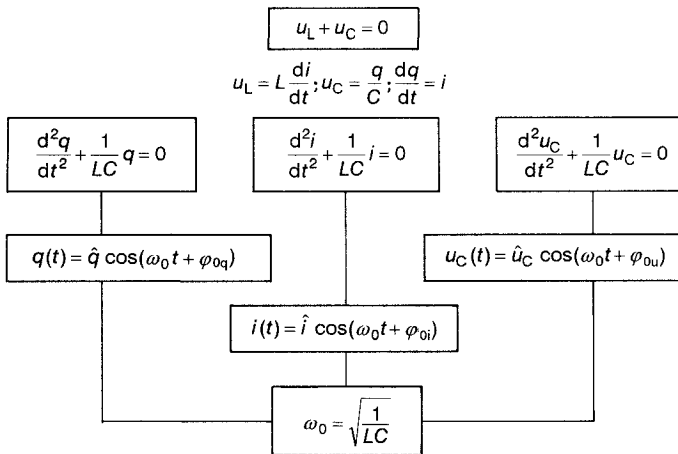 u_L + u_C = 0
u_L = L di/dt; u_C = q/C; dq/dt = i
d²q/dt² + 1/LC q = 0
d²i/dt² + 1/LC i = 0
d²u_C/dt² + 1/LC u_C = 0
q(t) = q̂ cos(ω₀t + φ₀q)
u_C(t) = û_C cos(ω₀t + φ₀u)
i(t) = î cos(ω₀t + φ₀i)
ω₀ = √(1/LC)